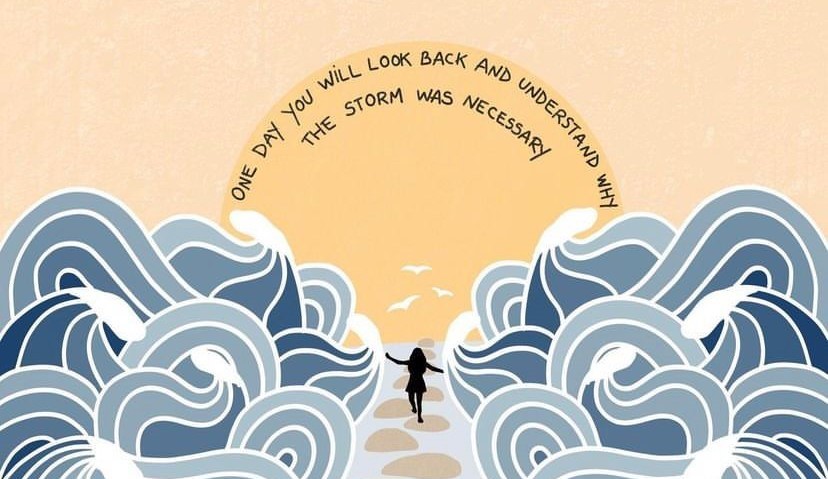 ONE DAY YOU WiLL LOOK BACK AND UNDERSTAND WHY
THE STORM WAS NECESSARY